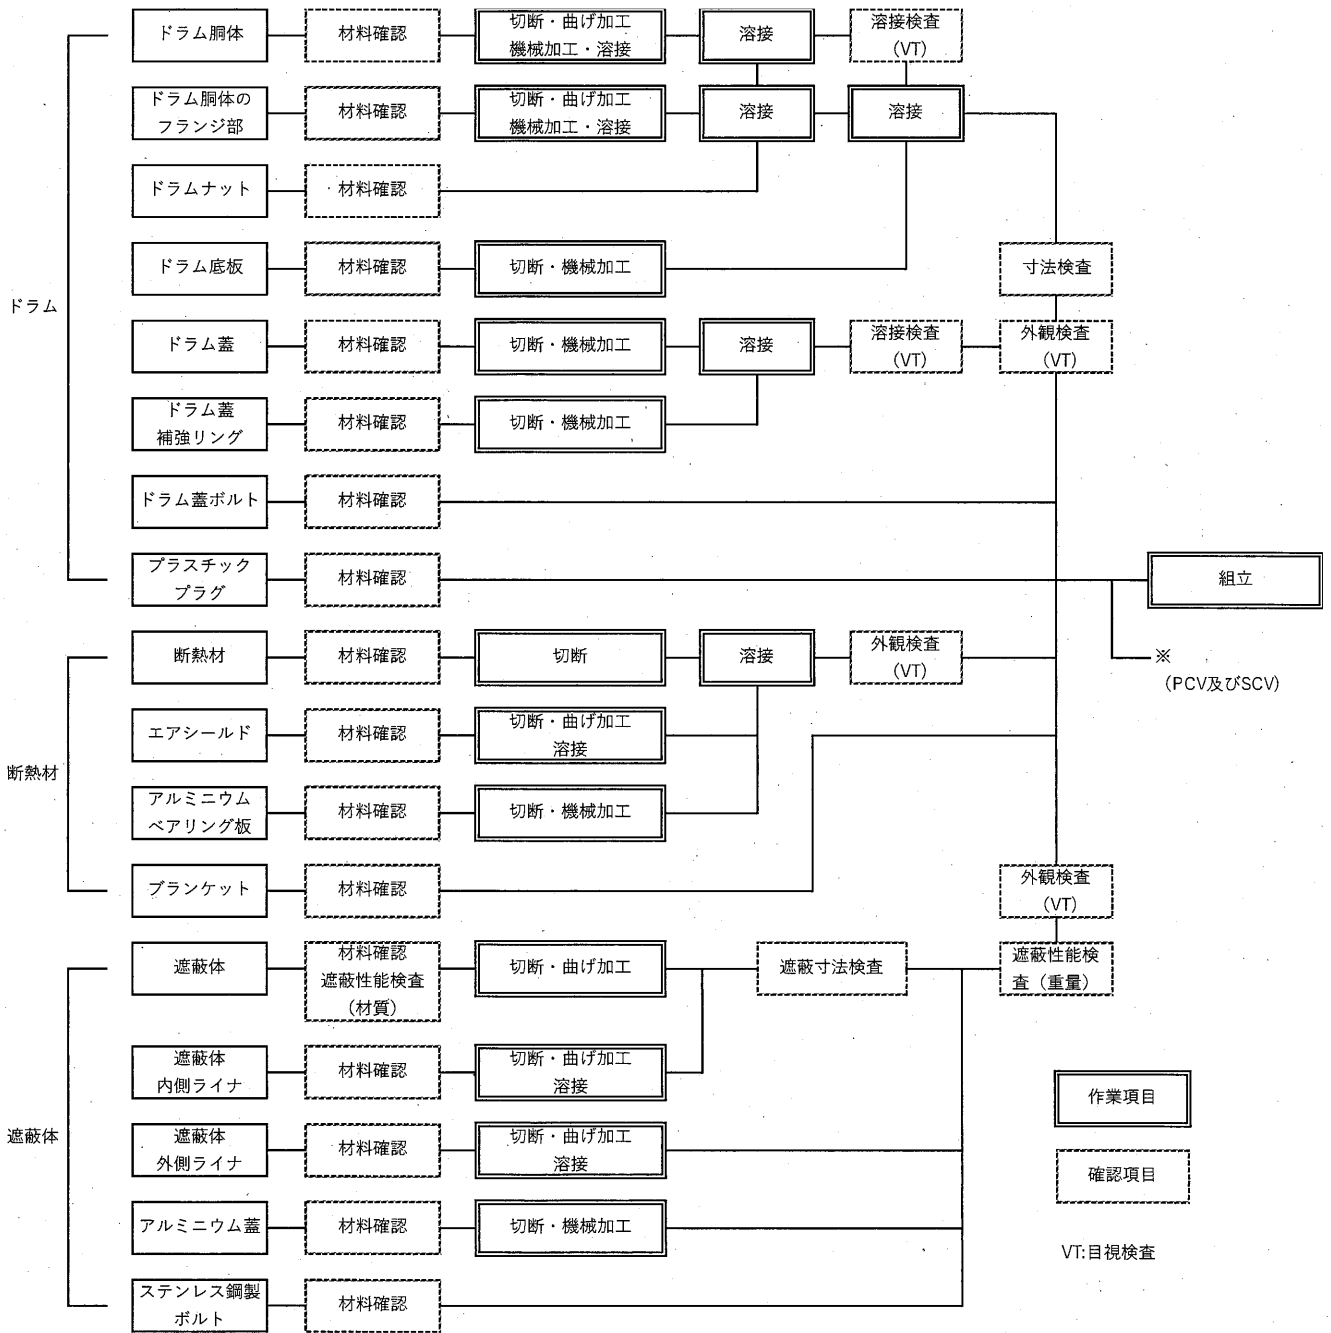 ドラム胴体
材料確認
切断・曲げ加工
機械加工・溶接
溶接
溶接検査
(VT)
ドラム胴体の
フランジ部
材料確認
切断・曲げ加工
機械加工・溶接
溶接
溶接
ドラムナット
材料確認
ドラム底板
材料確認
切断・機械加工
寸法検査
ドラム
ドラム蓋
材料確認
切断・機械加工
溶接
溶接検査
(VT)
外観検査
(VT)
ドラム蓋
補強リング
材料確認
切断・機械加工
ドラム蓋ボルト
材料確認
プラスチック
プラグ
材料確認
組立
断熱材
材料確認
切断
溶接
外観検査
(VT)
※
(PCV及びSCV)
エアシールド
材料確認
切断・曲げ加工
溶接
断熱材
アルミニウム
ベアリング板
材料確認
切断・機械加工
ブランケット
材料確認
外観検査
(VT)
遮蔽体
材料確認
遮蔽性能検査
(材質)
切断・曲げ加工
遮蔽寸法検査
遮蔽性能検
査（重量）
遮蔽体
内側ライナ
材料確認
切断・曲げ加工
溶接
作業項目
遮蔽体
遮蔽体
外側ライナ
材料確認
切断・曲げ加工
溶接
確認項目
アルミニウム蓋
材料確認
切断・機械加工
VT:目視検査
ステンレス鋼製
ボルト
材料確認